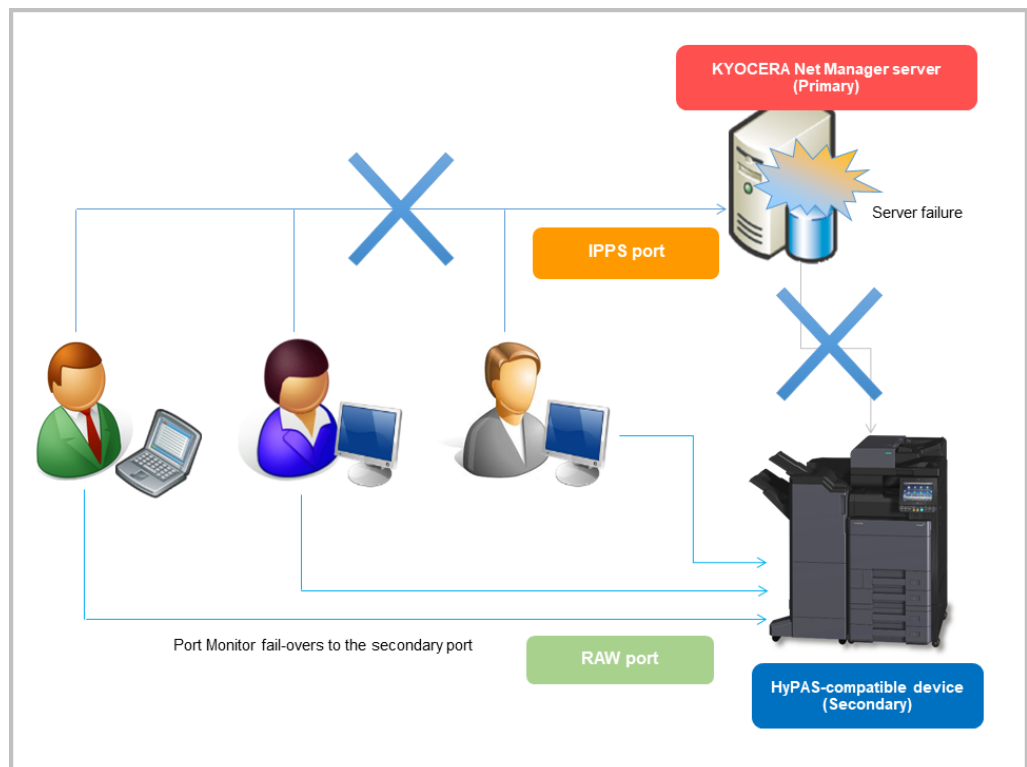 KYOCERA Net Manager server
(Primary)
Server failure
IPPS port
Port Monitor fail-overs to the secondary port
RAW port
HyPAS-compatible device
(Secondary)